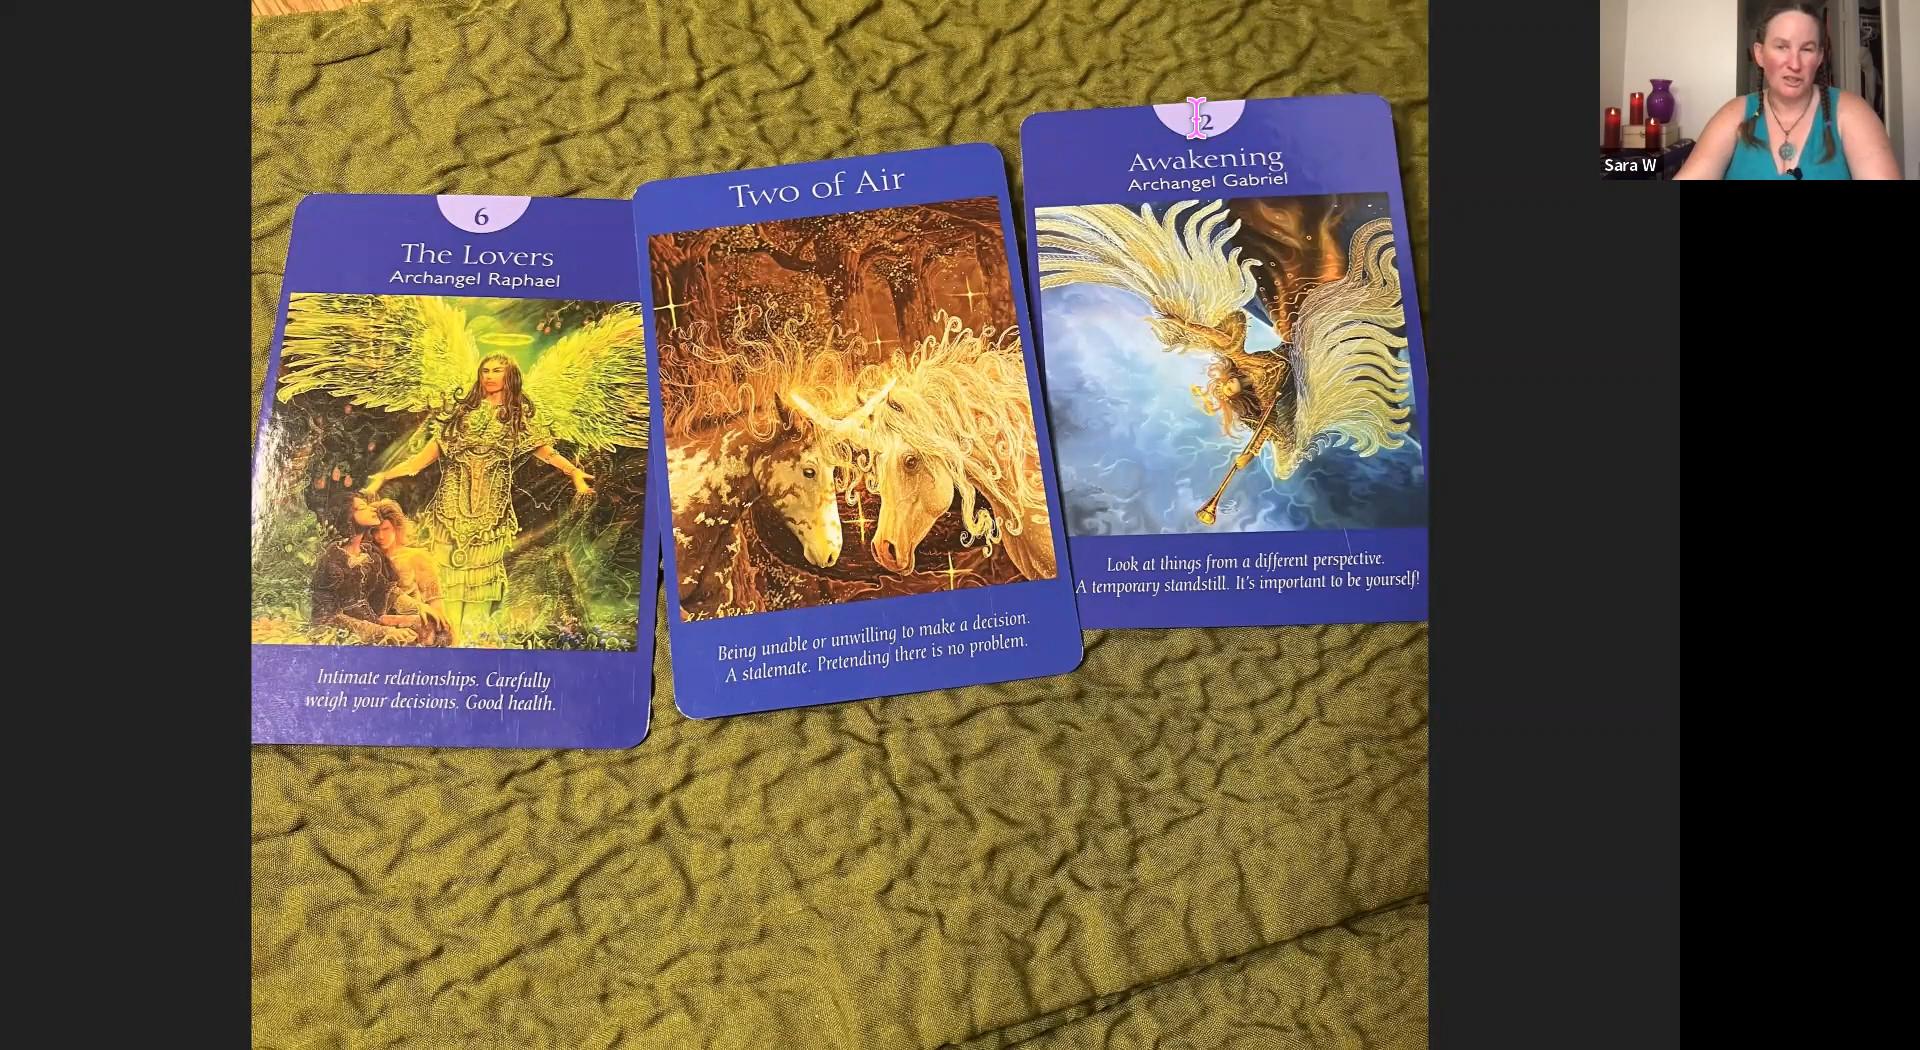 6
The Lovers
Archangel Raphael
Intimate relationships. Carefully
weigh your decisions. Good health.
Two of Air
Being unable or unwilling to make a decision.
A stalemate. Pretending there is no problem.
Awakening
Archangel Gabriel
Look at things from a different perspective.
A temporary standstill. It's important to be yourself!
Sara W